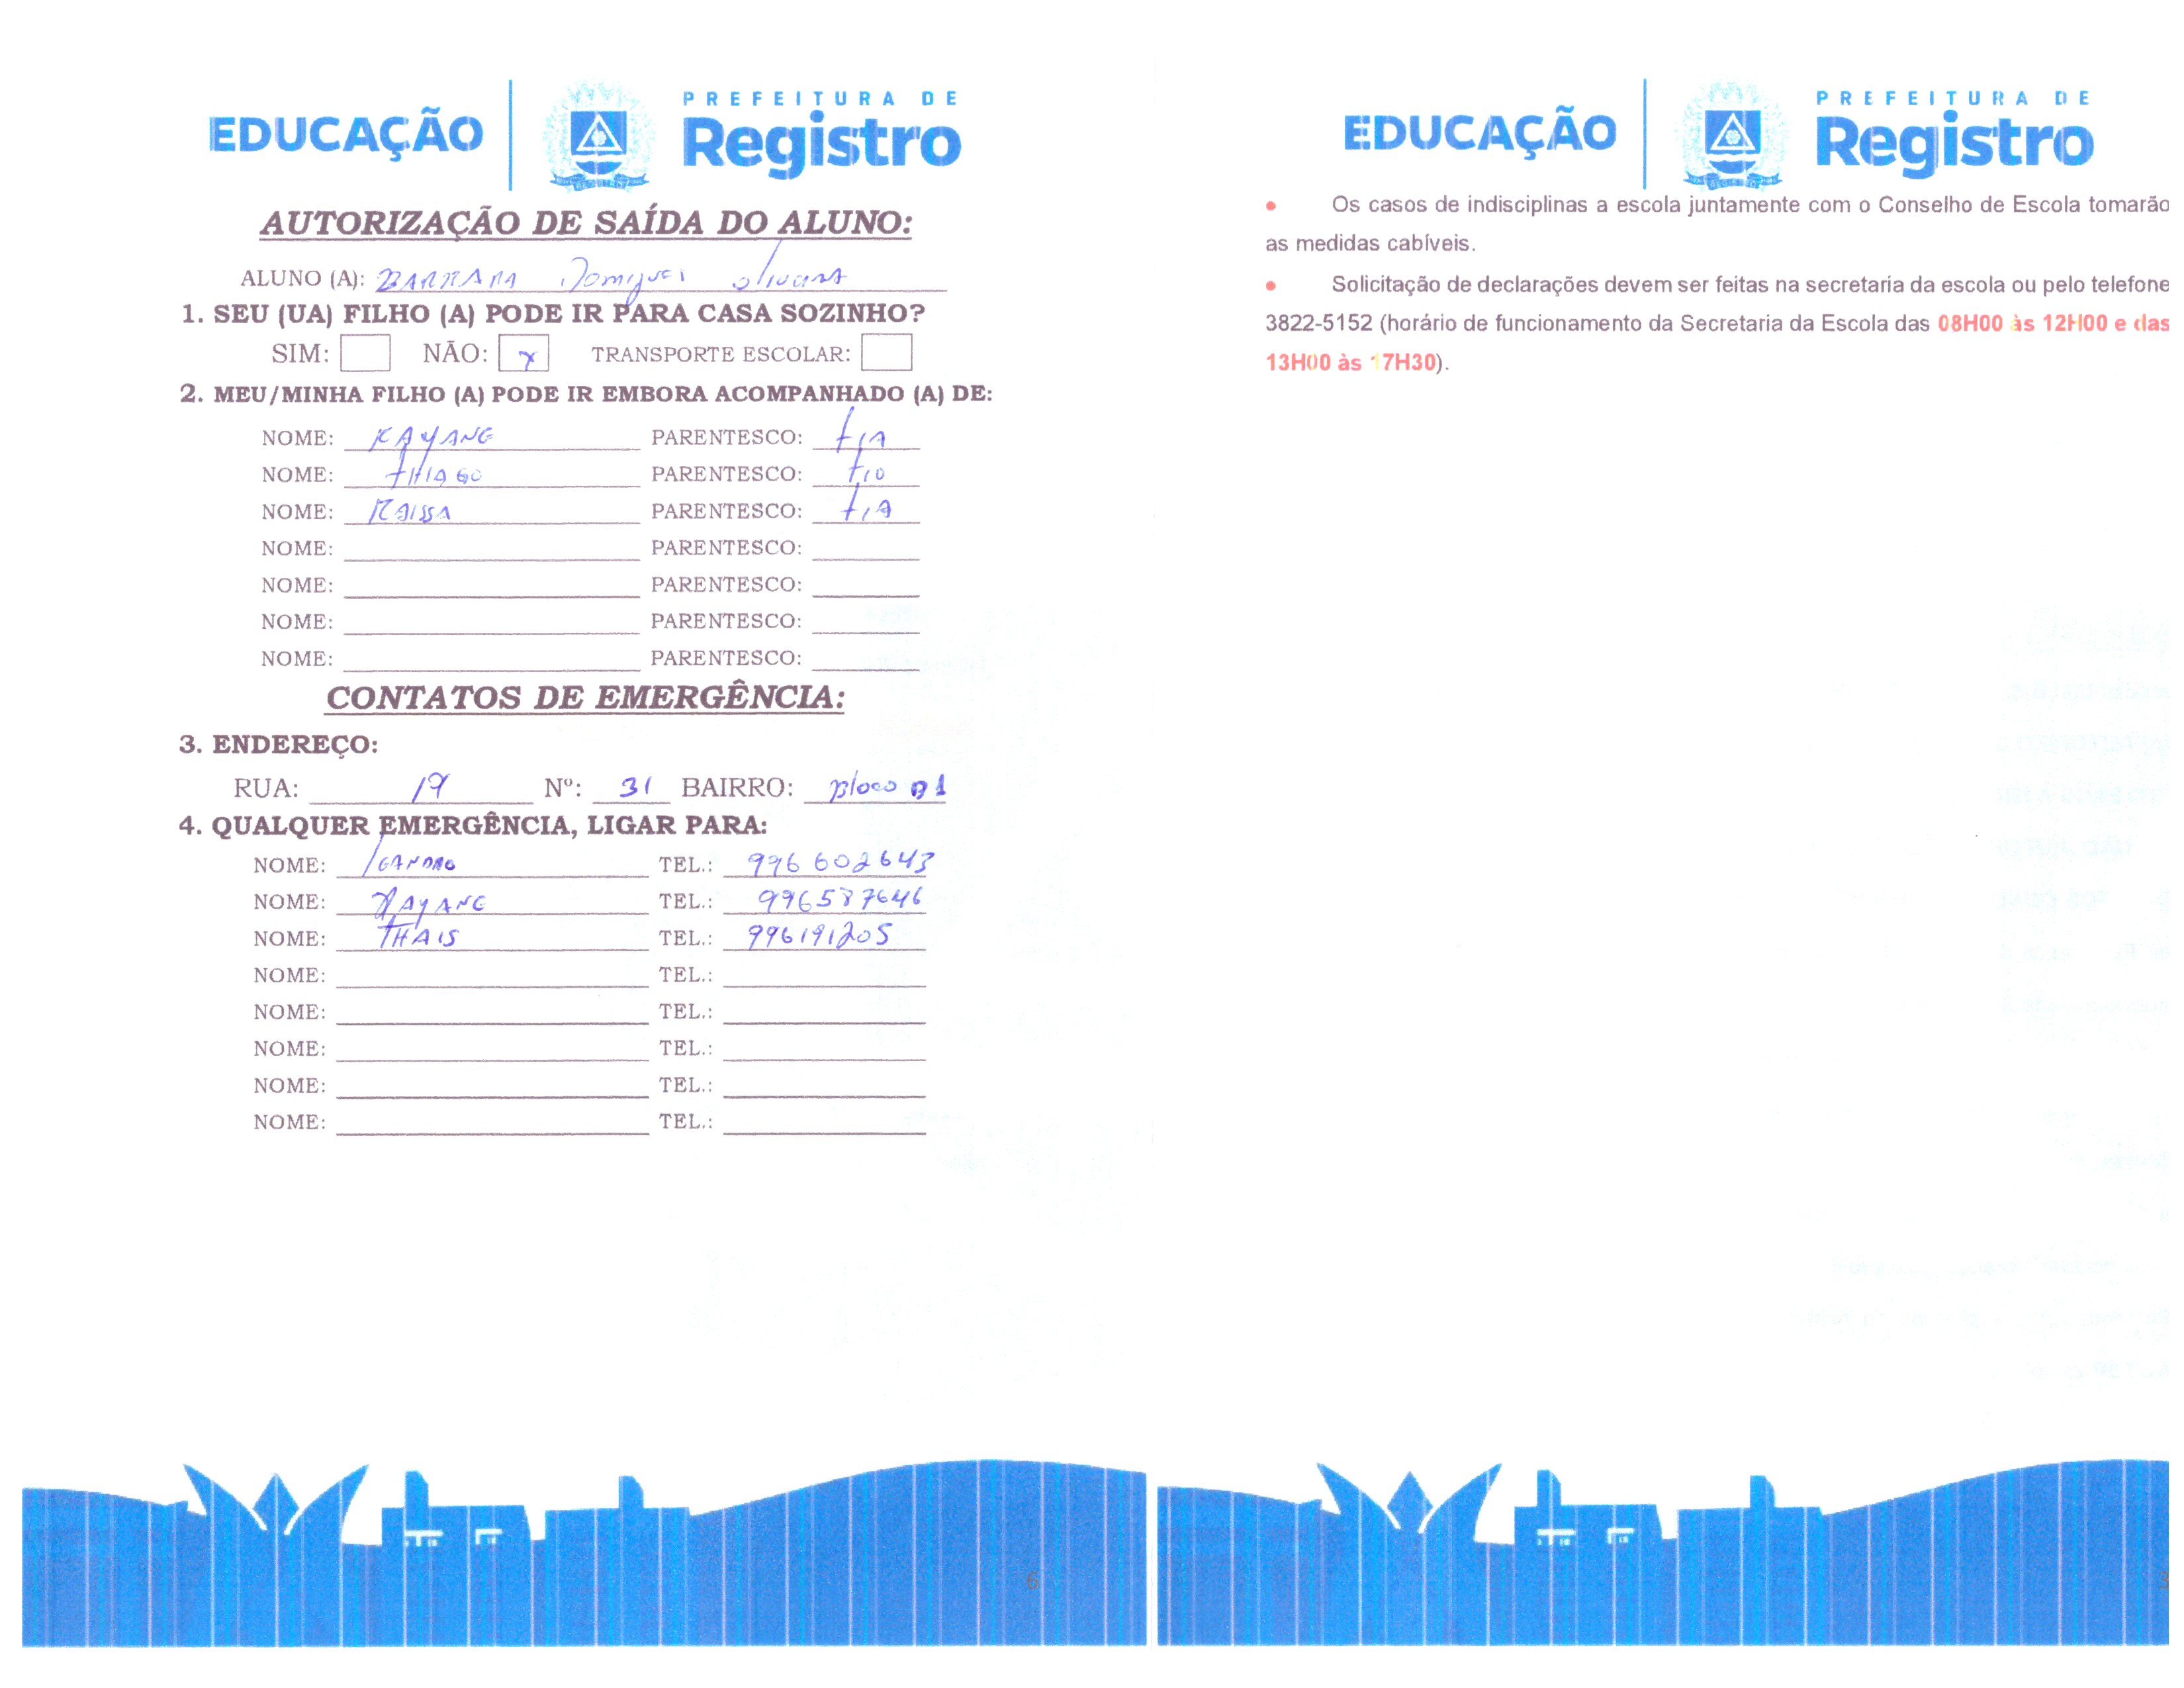 EDUCAÇÃO
PREFEITURA DE
Registro
AUTORIZAÇÃO DE SAÍDA DO ALUNO:
ALUNO (A): BARBARA Domigues oliveira
1. SEU (UA) FILHO (A) PODE IR PARA CASA SOZINHO?
SIM: NÃO: x TRANSPORTE ESCOLAR:
2. MEU/MINHA FILHO (A) PODE IR EMBORA ACOMPANHADO (A) DE:
NOME: PARENTESCO: tIA
NOME: tHIAGO PARENTESCO: tIO
NOME: RAISSA PARENTESCO: tIA
NOME: PARENTESCO:
NOME: PARENTESCO:
NOME: PARENTESCO:
NOME: PARENTESCO:
CONTATOS DE EMERGÊNCIA:
3. ENDEREÇO:
RUA: 19 Nº: 31 BAIRRO: Bloco B1
4. QUALQUER EMERGÊNCIA, LIGAR PARA:
NOME: TEL.: 996602643
NOME: TEL.: 996587646
NOME: THAIS TEL.: 996191205
NOME: TEL.:
NOME: TEL.:
NOME: TEL.:
NOME: TEL.:
NOME: TEL.:
6
EDUCAÇÃO
PREFEITURA DE
Registro
• Os casos de indisciplinas a escola juntamente com o Conselho de Escola tomarão
as medidas cabíveis.
• Solicitação de declarações devem ser feitas na secretaria da escola ou pelo telefone
3822-5152 (horário de funcionamento da Secretaria da Escola das 08H00 às 12H00 e das
13H00 às 17H30).